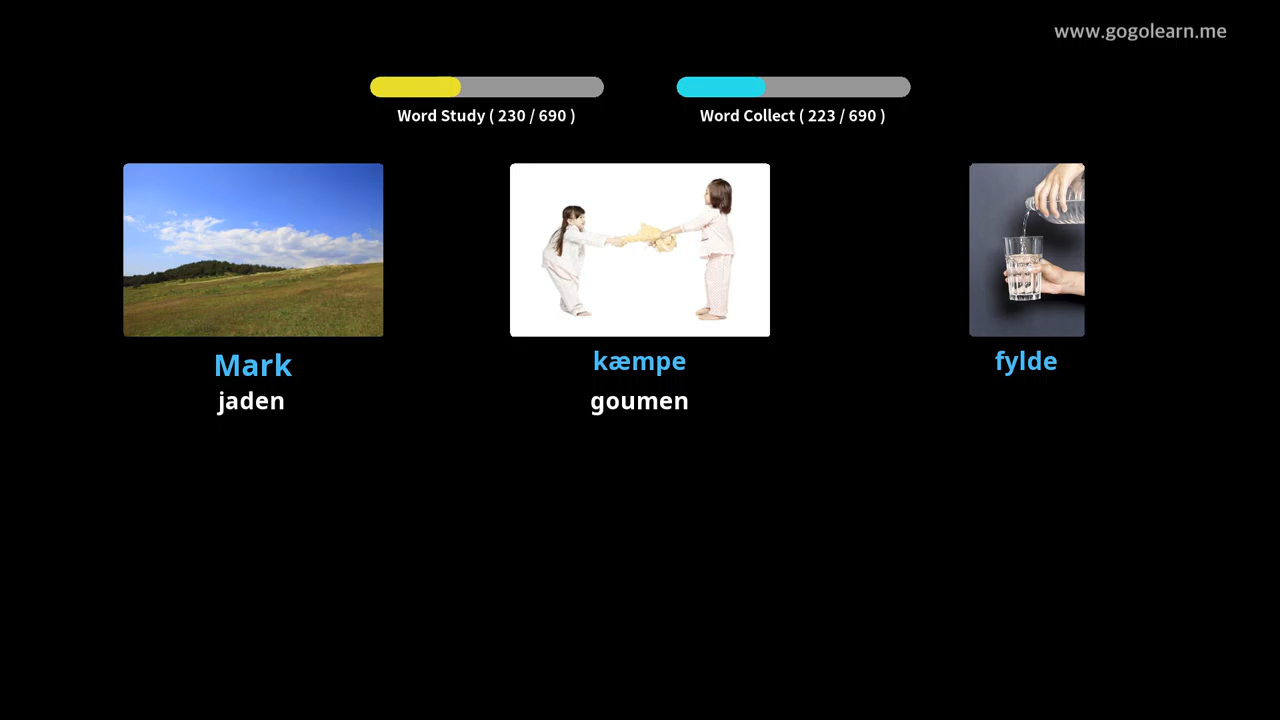 www.gogolearn.me
Word Study ( 230 / 690 )
Word Collect ( 223 / 690 )
Mark
kæmpe
fylde
jaden
goumen